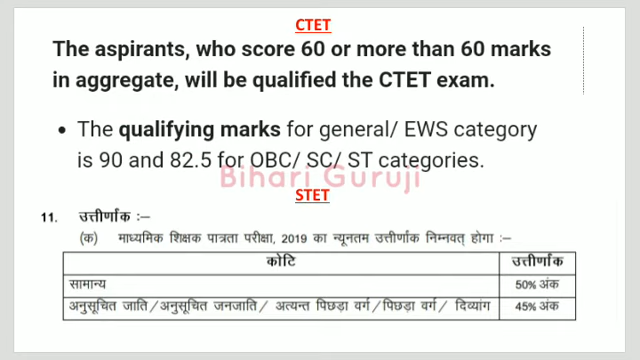 CTET
The aspirants, who score 60 or more than 60 marks
in aggregate, will be qualified the CTET exam.
• The qualifying marks for general/ EWS category
is 90 and 82.5 for OBC/ SC/ ST categories.
Bihari Guruji
STET
11. उत्तीर्णांक :–
(क) माध्यमिक शिक्षक पात्रता परीक्षा, 2019 का न्यूनतम उत्तीर्णांक निम्नवत् होगा :–
कोटि उत्तीर्णांक
सामान्य 50% अंक
अनुसूचित जाति/अनुसूचित जनजाति/ अत्यन्त पिछड़ा वर्ग/पिछड़ा वर्ग/ दिव्यांग 45% अंक